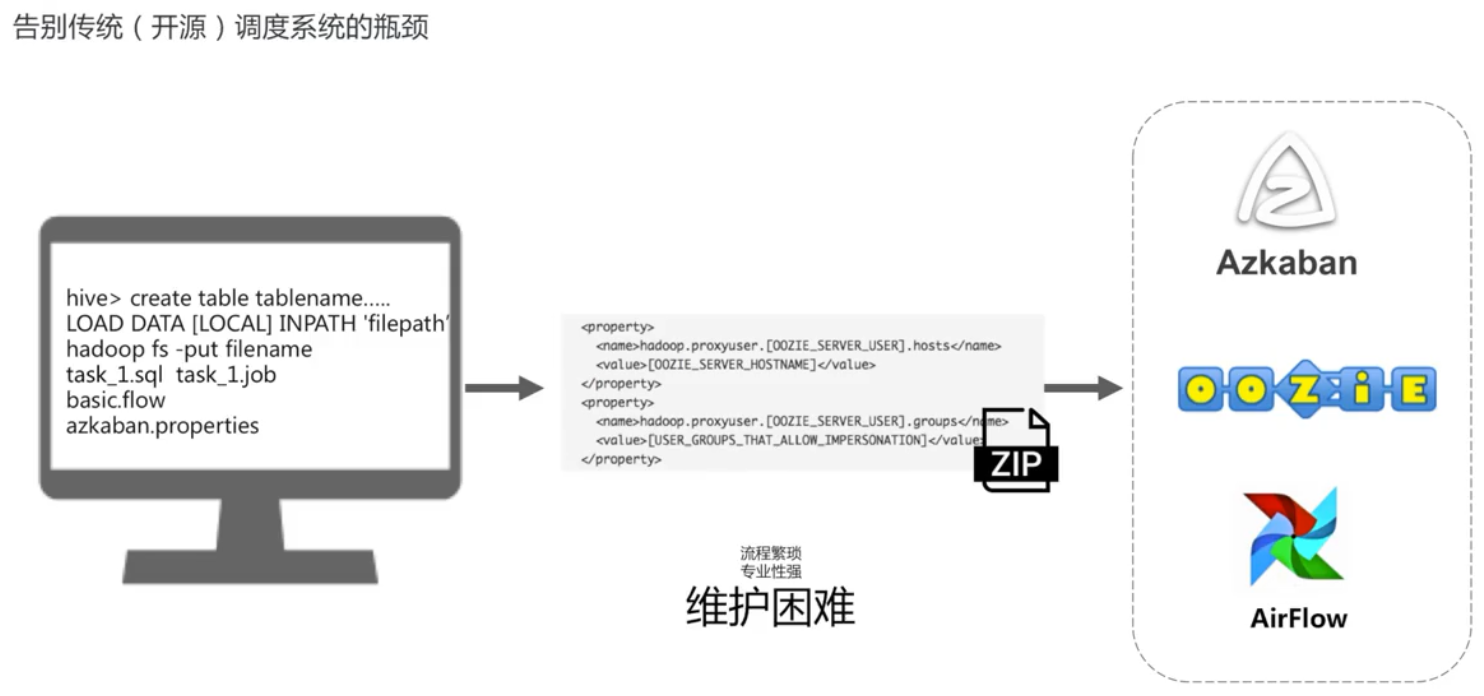 告别传统（开源）调度系统的瓶颈
hive> create table tablename.....
LOAD DATA [LOCAL] INPATH 'filepath'
hadoop fs -put filename
task_1.sql  task_1.job
basic.flow
azkaban.properties
<property>
<name>hadoop.proxyuser.[OOZIE_SERVER_USER].hosts</name>
<value>[OOZIE_SERVER_HOSTNAME]</value>
</property>
<property>
<name>hadoop.proxyuser.[OOZIE_SERVER_USER].groups</name>
<value>[USER_GROUPS_THAT_ALLOW_IMPERSONATION]</value>
</property>
ZIP
流程繁琐
专业性强
维护困难
Azkaban
OOZiE
AirFlow